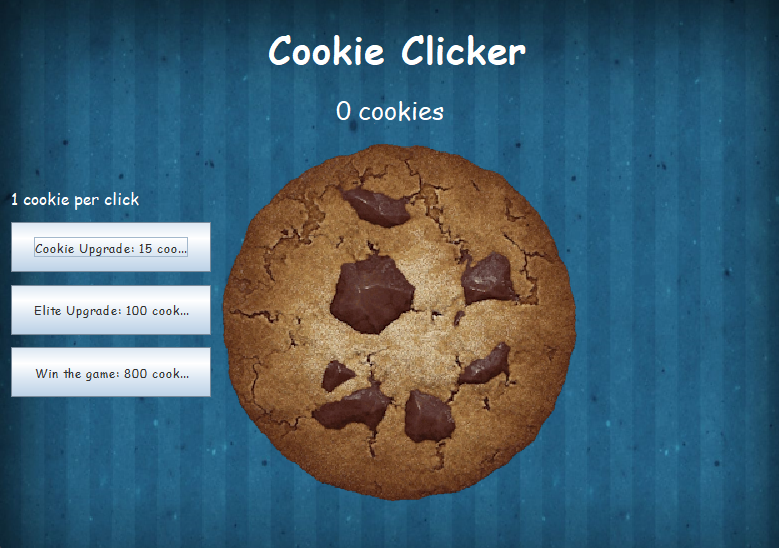 Cookie Clicker
0 cookies
1 cookie per click
Cookie Upgrade: 15 coo...
Elite Upgrade: 100 cook...
Win the game: 800 cook...